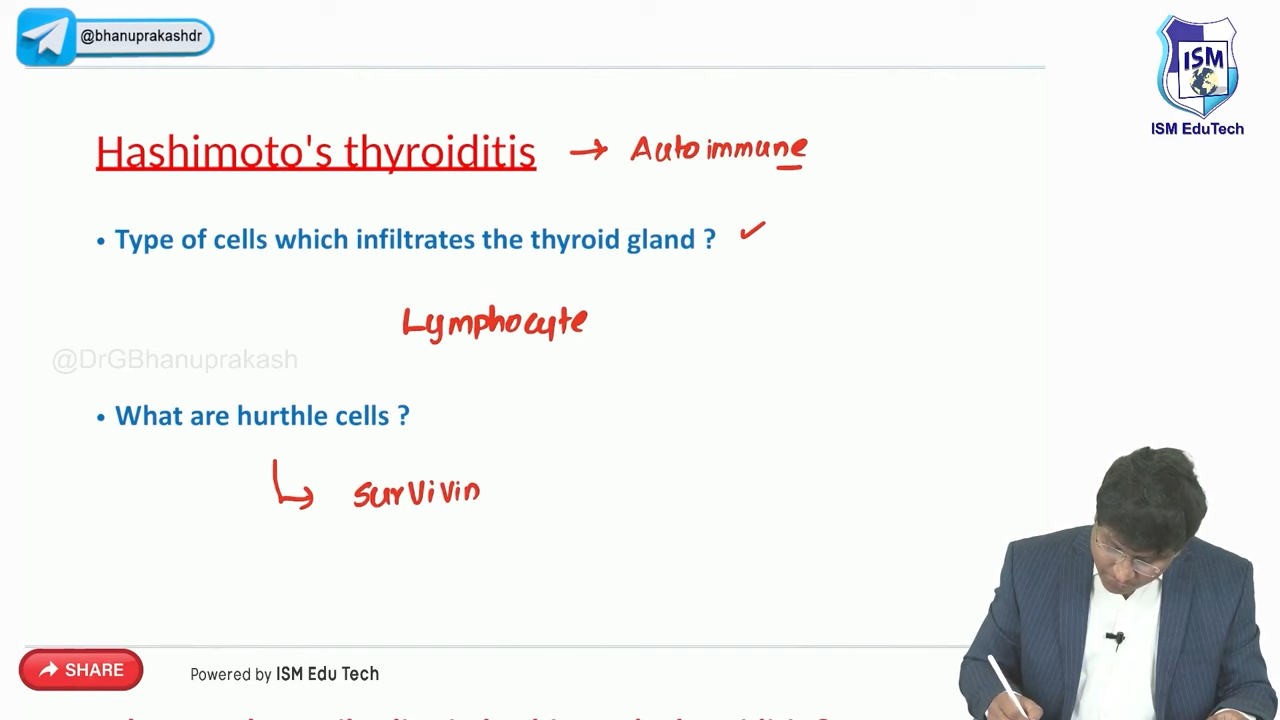 @bhanuprakashdr
ISM
ISM EduTech
Hashimoto's thyroiditis → Autoimmune
• Type of cells which infiltrates the thyroid gland ? ✓
Lymphocyte
@DrGBhanuprakash
• What are hurthle cells ?
↳ survivin
SHARE
Powered by ISM Edu Tech